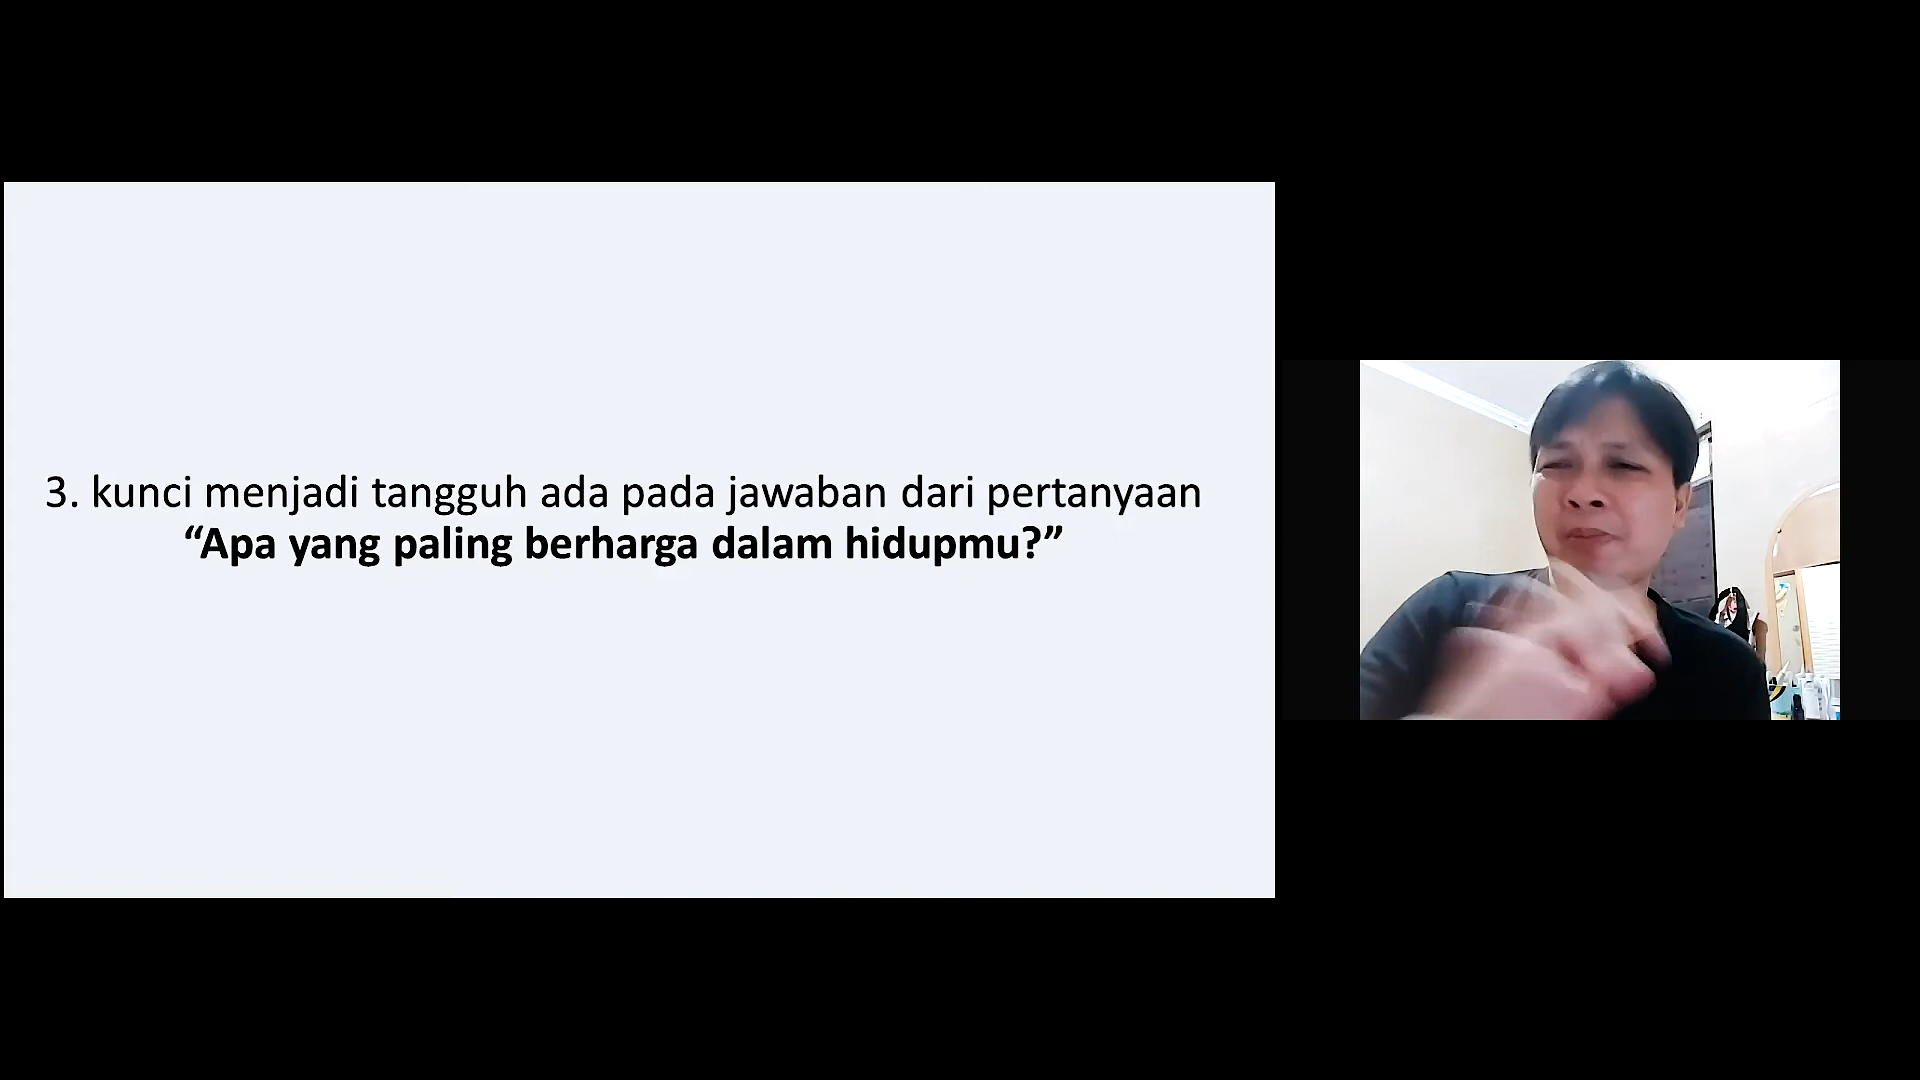 3. kunci menjadi tangguh ada pada jawaban dari pertanyaan
“Apa yang paling berharga dalam hidupmu?”